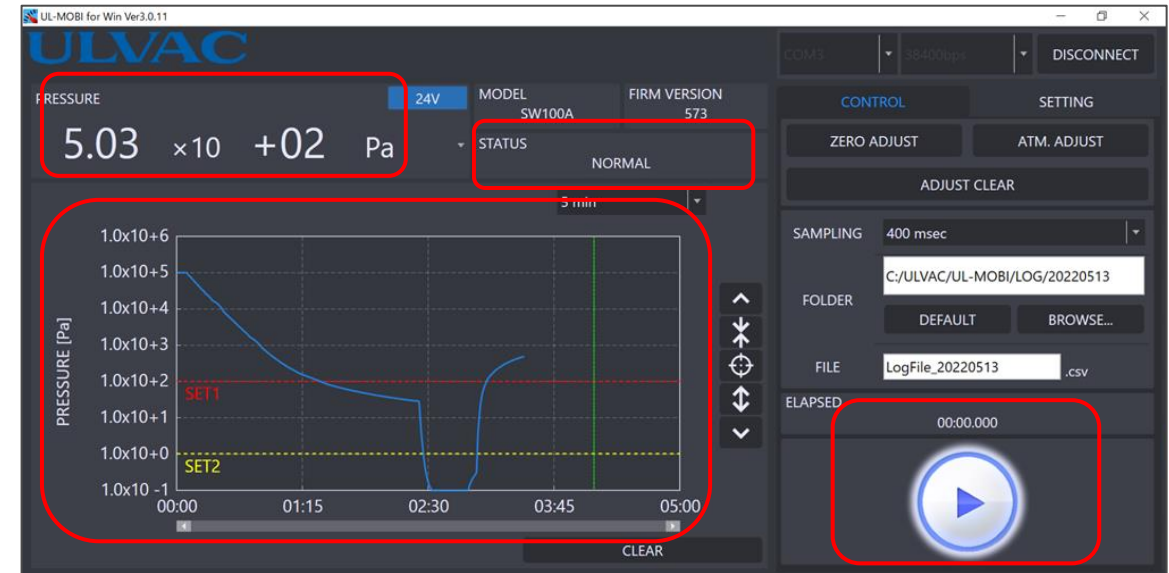 UL-MOBI for Win Ver3.0.11
ULVAC
COM3
38400bps
DISCONNECT
PRESSURE
24V
5.03 ×10 +02 Pa
MODEL
SW100A
FIRM VERSION
573
STATUS
NORMAL
CONTROL
SETTING
ZERO ADJUST
ATM. ADJUST
ADJUST CLEAR
5 min
PRESSURE [Pa]
1.0x10+6
1.0x10+5
1.0x10+4
1.0x10+3
1.0x10+2
1.0x10+1
1.0x10+0
1.0x10 -1
SET1
SET2
00:00
01:15
02:30
03:45
05:00
CLEAR
SAMPLING
400 msec
FOLDER
C:/ULVAC/UL-MOBI/LOG/20220513
DEFAULT
BROWSE...
FILE
LogFile_20220513
.csv
ELAPSED
00:00.000